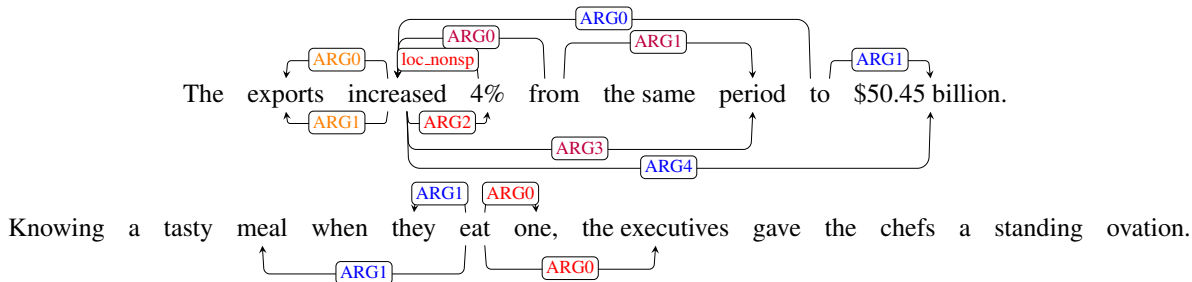 ARG0
ARG0 ARG1
ARG0 loc_nonsp ARG1
The exports increased 4% from the same period to $50.45 billion.
ARG1 ARG2
ARG3
ARG4
ARG1 ARG0
Knowing a tasty meal when they eat one, the executives gave the chefs a standing ovation.
ARG1 ARG0